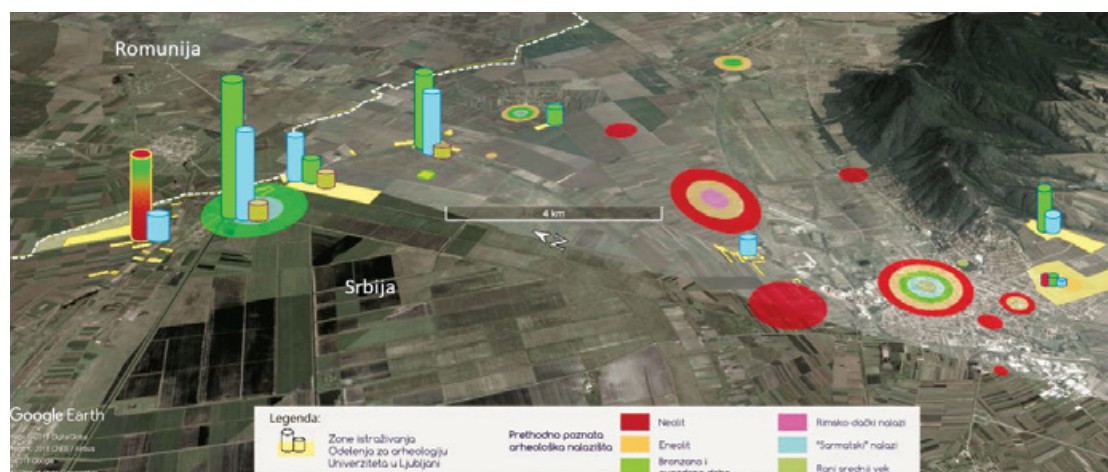 Romunija
4 km
N
Srbija
Google Earth
Legenda:
Zone istraživanja
Odelenja za arheologiju
Univerziteta u Ljubljani
Prethodno poznata
arheološka nalazišta
Neolit
Eneolit
Bronzano i
Rimsko-dački nalazi
"Sarmatski" nalazi
Rani srednji vek